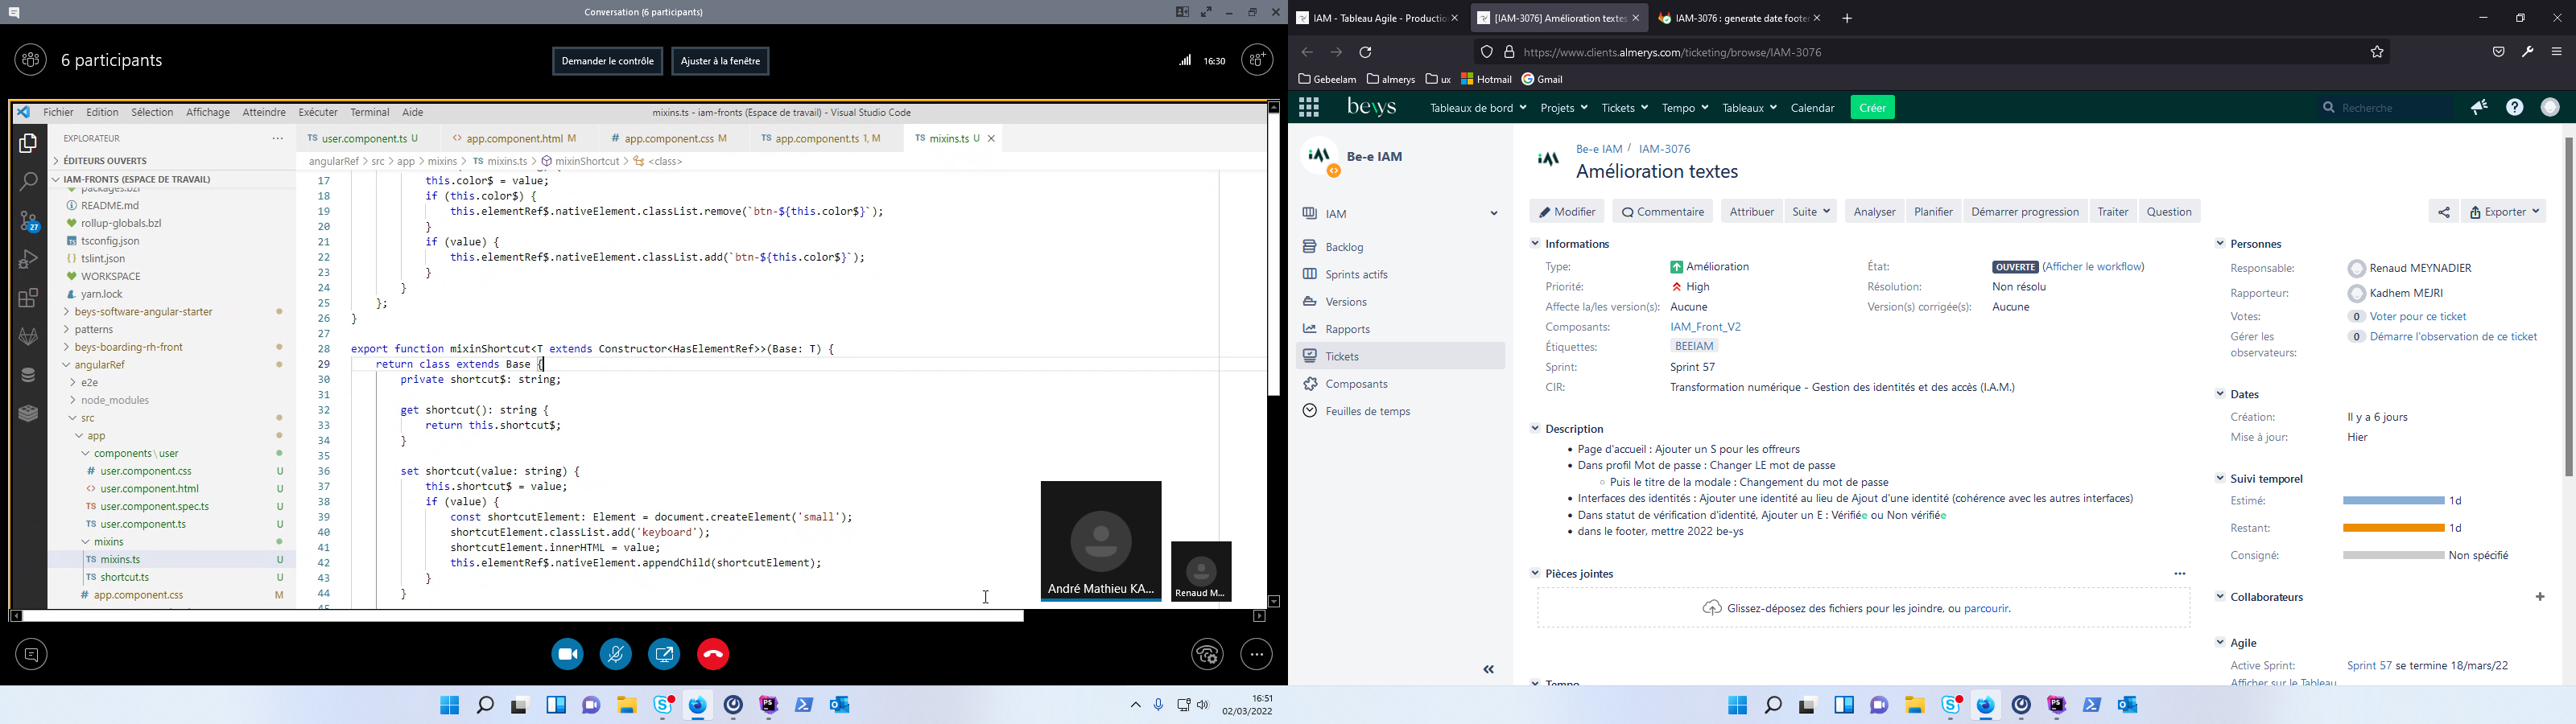 Conversation (6 participants)
6 participants
Demander le contrôle
Ajuster à la fenêtre
16:30
Fichier Edition Sélection Affichage Atteindre Exécuter Terminal Aide
mixins.ts - iam-fronts (Espace de travail) - Visual Studio Code
EXPLORATEUR ...
ÉDITEURS OUVERTS
IAM-FRONTS (ESPACE DE TRAVAIL)
packages.bzl
README.md
rollup-globals.bzl
tsconfig.json
tslint.json
WORKSPACE
yarn.lock
beys-software-angular-starter
patterns
beys-boarding-rh-front
angularRef
e2e
node_modules
src
app
components\user
# user.component.css U
<> user.component.html U
TS user.component.spec.ts U
TS user.component.ts U
mixins
TS mixins.ts U
TS shortcut.ts U
# app.component.css M
27
TS user.component.ts U
<> app.component.html M
# app.component.css M
TS app.component.ts 1, M
TS mixins.ts U
angularRef > src > app > mixins > TS mixins.ts > mixinShortcut > <class>
17 this.color$ = value;
18 if (this.color$) {
19 this.elementRef$.nativeElement.classList.remove(`btn-${this.color$}`);
20 }
21 if (value) {
22 this.elementRef$.nativeElement.classList.add(`btn-${this.color$}`);
23 }
24 }
25 };
26 }
27
28 export function mixinShortcut<T extends Constructor<HasElementRef>>(Base: T) {
29 return class extends Base {
30 private shortcut$: string;
31
32 get shortcut(): string {
33 return this.shortcut$;
34 }
35
36 set shortcut(value: string) {
37 this.shortcut$ = value;
38 if (value) {
39 const shortcutElement: Element = document.createElement('small');
40 shortcutElement.classList.add('keyboard');
41 shortcutElement.innerHTML = value;
42 this.elementRef$.nativeElement.appendChild(shortcutElement);
43 }
44 }
45
André Mathieu KA...
Renaud M...
16:51
02/03/2022
IAM - Tableau Agile - Productio
[IAM-3076] Amélioration textes
IAM-3076 : generate date foote
https://www.clients.almerys.com/ticketing/browse/IAM-3076
Gebeelam almerys ux Hotmail Gmail
be ys
Tableaux de bord Projets Tickets Tempo Tableaux Calendar Créer
Recherche
iAM
Be-e IAM
IAM
Backlog
Sprints actifs
Versions
Rapports
Tickets
Composants
Feuilles de temps
iAM
Be-e IAM / IAM-3076
Amélioration textes
Modifier Commentaire Attribuer Suite Analyser Planifier Démarrer progression Traiter Question
Exporter
Informations
Type: Amélioration
Priorité: High
Affecte la/les version(s): Aucune
Composants: IAM_Front_V2
Étiquettes: BEEIAM
Sprint: Sprint 57
CIR: Transformation numérique - Gestion des identités et des accès (I.A.M.)
État: OUVERTE (Afficher le workflow)
Résolution: Non résolu
Version(s) corrigée(s): Aucune
Description
• Page d'accueil : Ajouter un S pour les offreurs
• Dans profil Mot de passe : Changer LE mot de passe
◦ Puis le titre de la modale : Changement du mot de passe
• Interfaces des identités : Ajouter une identité au lieu de Ajout d'une identité (cohérence avec les autres interfaces)
• Dans statut de vérification d'identité, Ajouter un E : Vérifiée ou Non vérifiée
• dans le footer, mettre 2022 be-ys
Pièces jointes
Glissez-déposez des fichiers pour les joindre, ou parcourir.
Tempo
Personnes
Responsable: Renaud MEYNADIER
Rapporteur: Kadhem MEJRI
Votes: 0 Voter pour ce ticket
Gérer les observateurs: 0 Démarre l'observation de ce ticket
Dates
Création: Il y a 6 jours
Mise à jour: Hier
Suivi temporel
Estimé: 1d
Restant: 1d
Consigné: Non spécifié
Collaborateurs
Agile
Active Sprint: Sprint 57 se termine 18/mars/22
Afficher sur le Tableau